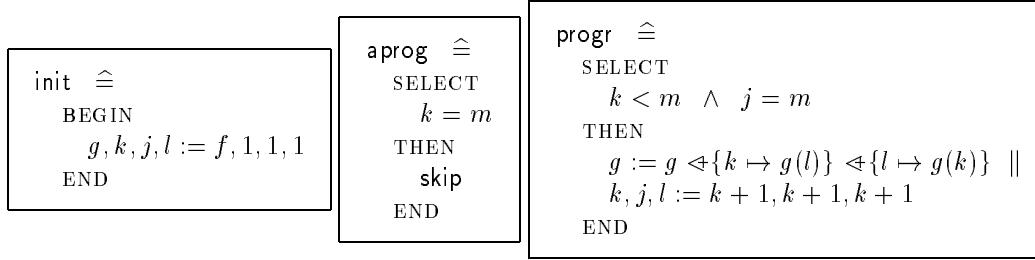 init ≙
BEGIN
g, k, j, l := f, 1, 1, 1
END
aprog ≙
SELECT
k = m
THEN
skip
END
progr ≙
SELECT
k < m ∧ j = m
THEN
g := g ⩤ {k ↦ g(l)} ⩤ {l ↦ g(k)} ||
k, j, l := k + 1, k + 1, k + 1
END